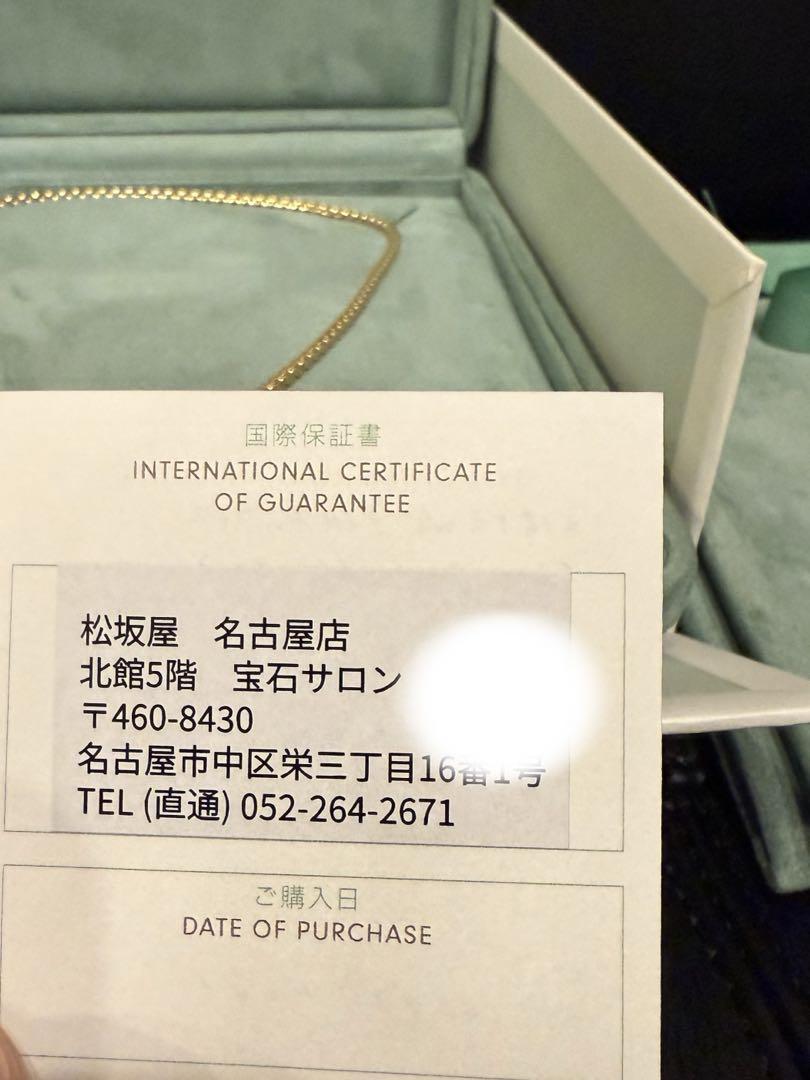 国際保証書
INTERNATIONAL CERTIFICATE
OF GUARANTEE
松坂屋　名古屋店
北館5階　宝石サロン
〒460-8430
名古屋市中区栄三丁目16番1号
TEL (直通) 052-264-2671
ご購入日
DATE OF PURCHASE